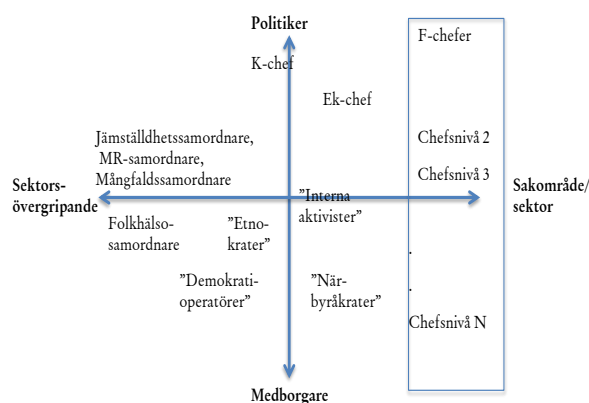 Politiker
F-chefer
K-chef
Ek-chef
Jämställdhetssamordnare,
MR-samordnare,
Mångfaldssamordnare
Chefsnivå 2
Chefsnivå 3
Sektors-
övergripande
”Interna
aktivister”
Sakområde/
sektor
Folkhälso-
samordnare
”Etno-
krater”
.
”Demokrati-
operatörer”
”När-
byråkrater”
.
Chefsnivå N
Medborgare